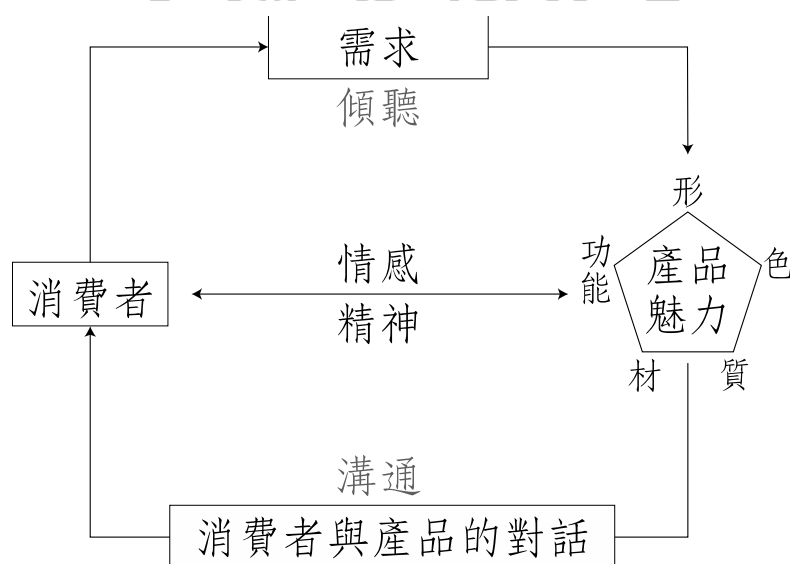 需求
傾聽
形
功能
色
產品
魅力
材
質
情感
精神
消費者
溝通
消費者與產品的對話